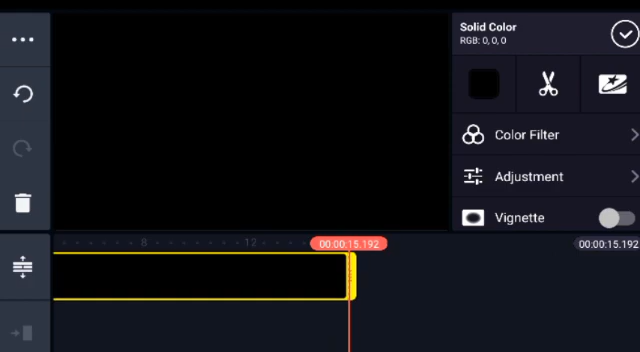 Solid Color
RGB: 0, 0, 0
Color Filter
Adjustment
Vignette
8
12
00:00:15.192
00:00:15.192